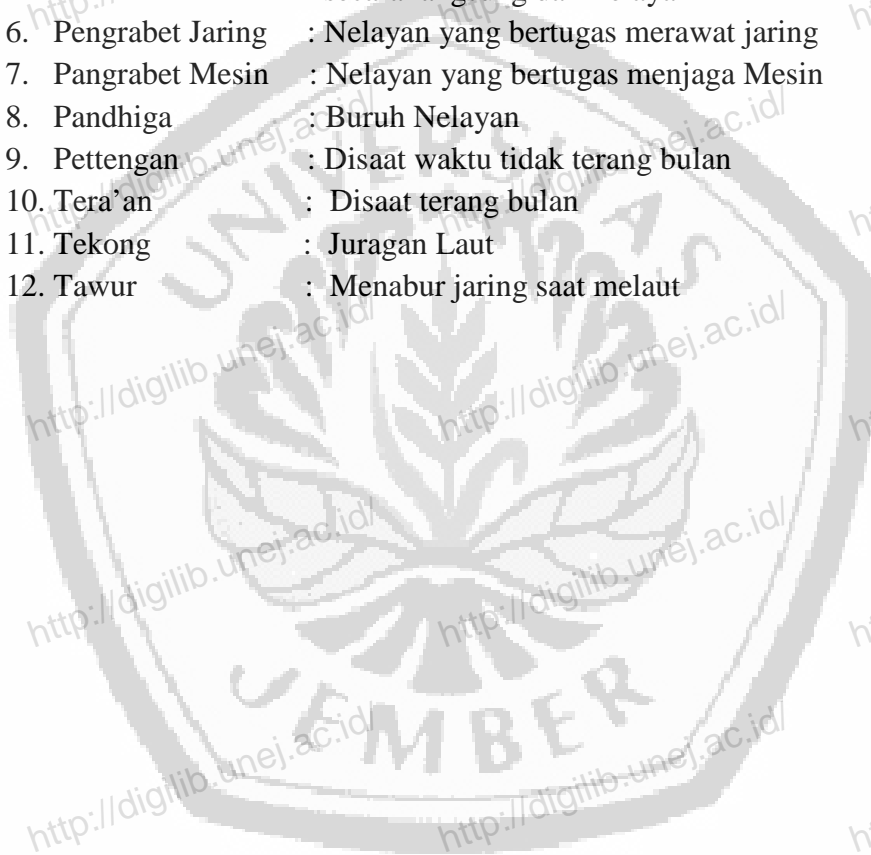 6. Pengrabet Jaring : Nelayan yang bertugas merawat jaring
7. Pangrabet Mesin : Nelayan yang bertugas menjaga Mesin
8. Pandhiga : Buruh Nelayan
9. Pettengan : Disaat waktu tidak terang bulan
10. Tera'an : Disaat terang bulan
11. Tekong : Juragan Laut
12. Tawur : Menabur jaring saat melaut
UNIVERSITAS
JEMBER
http://digilib.unej.ac.id/
http://digilib.unej.ac.id/
http://digilib.unej.ac.id/
http://digilib.unej.ac.id/
http://digilib.unej.ac.id/
http://digilib.unej.ac.id/
http://digilib.unej.ac.id/
http://digilib.unej.ac.id/